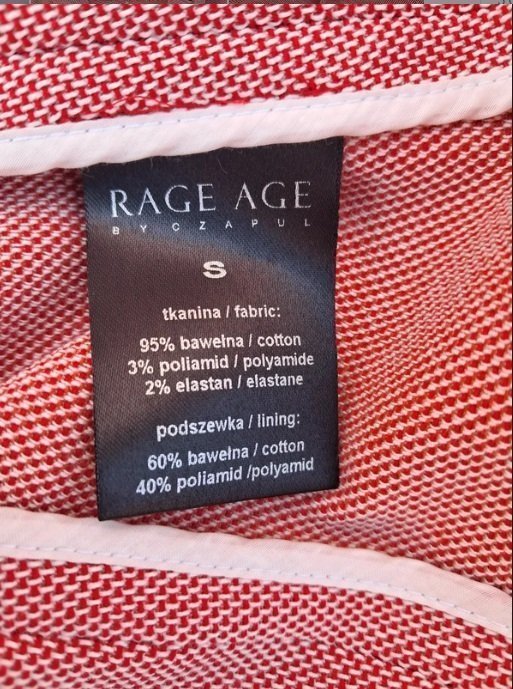 RAGE AGE
BY CZAPUL
S
tkanina / fabric:
95% bawełna / cotton
3% poliamid / polyamide
2% elastan / elastane
podszewka / lining:
60% bawełna / cotton
40% poliamid /polyamid